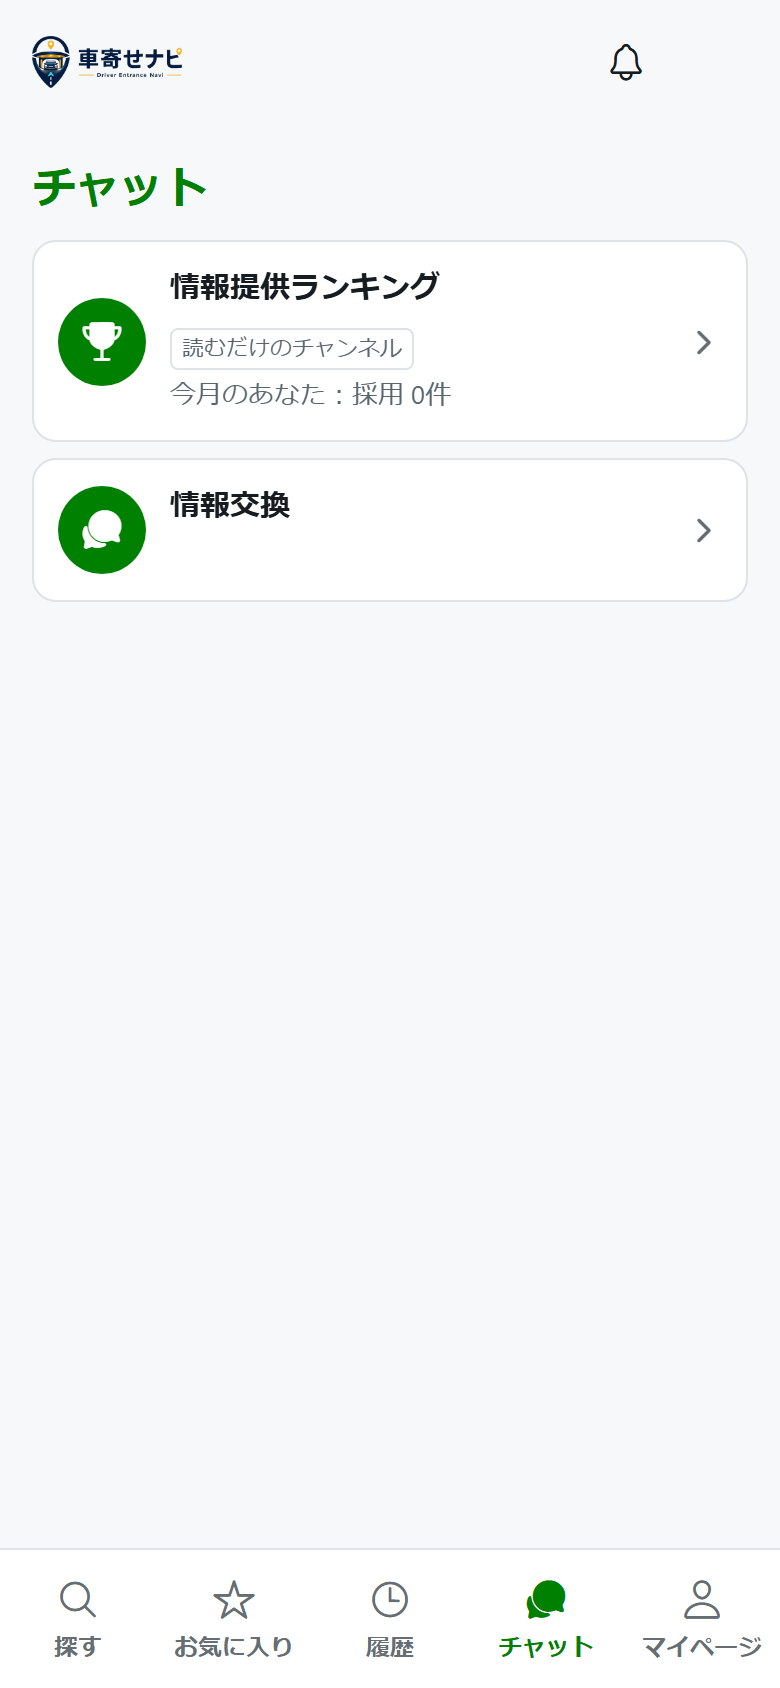 車寄せナビ
Driver Entrance Navi
チャット
情報提供ランキング
読むだけのチャンネル
今月のあなた：採用 0件
情報交換
探す
お気に入り
履歴
チャット
マイページ